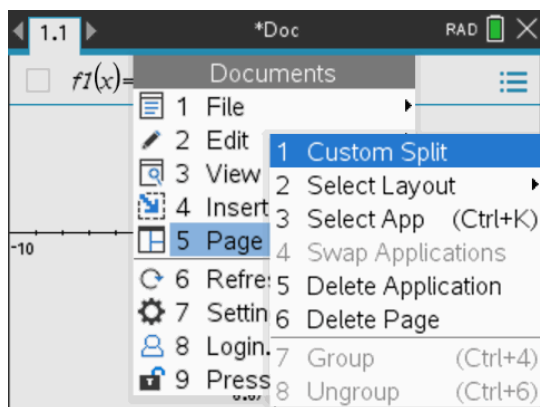 1.1 *Doc RAD
f1(x)=
Documents
1 File
2 Edit
3 View
4 Insert
5 Page
6 Refre
7 Settin
8 Login.
9 Press
1 Custom Split
2 Select Layout
3 Select App (Ctrl+K)
4 Swap Applications
5 Delete Application
6 Delete Page
7 Group (Ctrl+4)
8 Ungroup (Ctrl+6)
-10